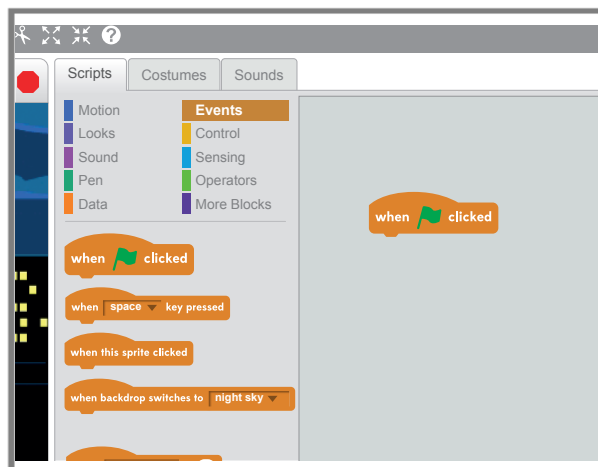 Scripts Costumes Sounds
Motion Events
Looks Control
Sound Sensing
Pen Operators
Data More Blocks
when clicked
when space key pressed
when this sprite clicked
when backdrop switches to night sky
when clicked